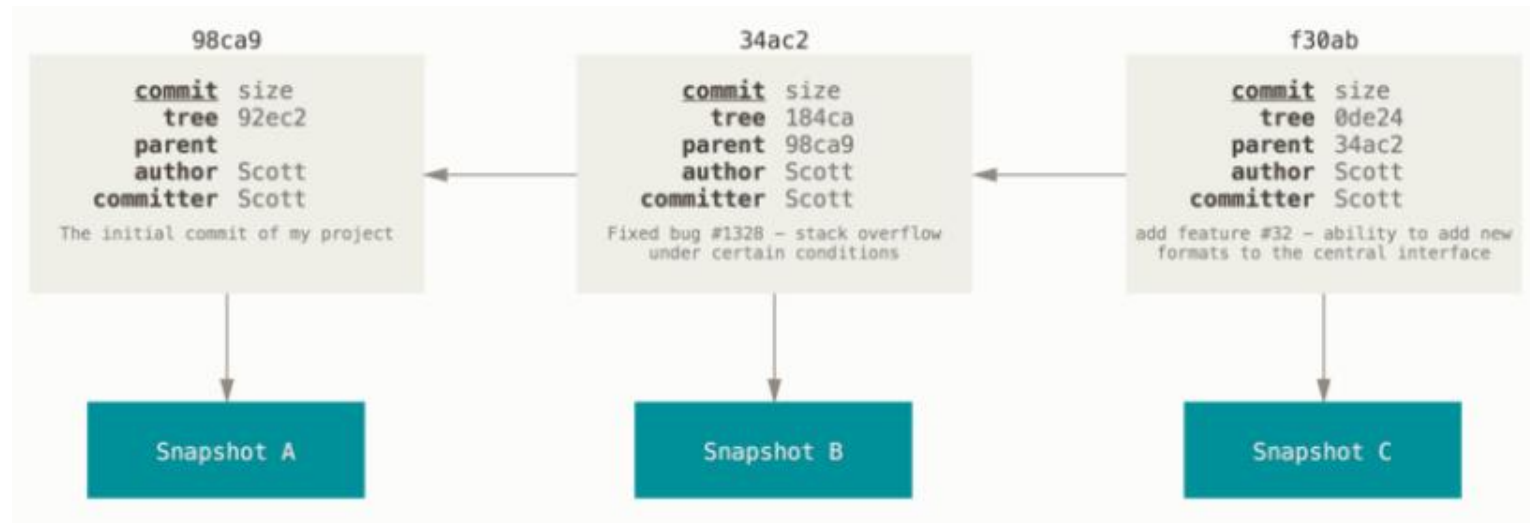 98ca9
commit size
tree 92ec2
parent
author Scott
committer Scott
The initial commit of my project
Snapshot A
34ac2
commit size
tree 184ca
parent 98ca9
author Scott
committer Scott
Fixed bug #1328 – stack overflow
under certain conditions
Snapshot B
f30ab
commit size
tree 0de24
parent 34ac2
author Scott
committer Scott
add feature #32 – ability to add new
formats to the central interface
Snapshot C